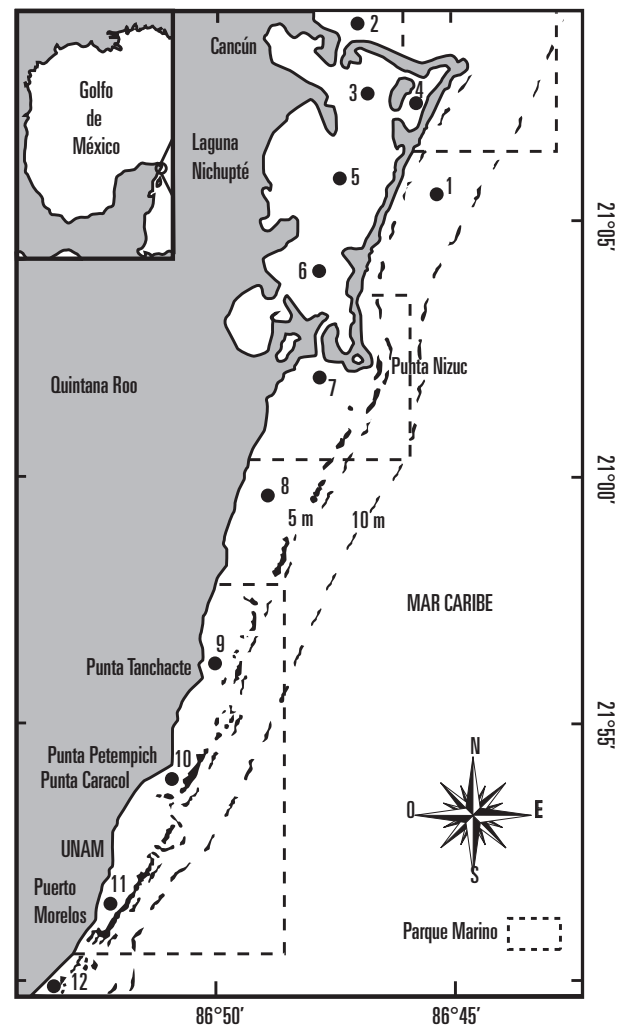 2
Cancún
Golfo
de
México
3
4
Laguna
Nichupté
5
1
21°05'
6
Punta Nizuc
Quintana Roo
7
21°00'
8
5 m
10 m
MAR CARIBE
9
Punta Tanchacte
21°55'
N
Punta Petempich
10
Punta Caracol
O
E
UNAM
S
11
Puerto
Morelos
Parque Marino
12
86°50'
86°45'